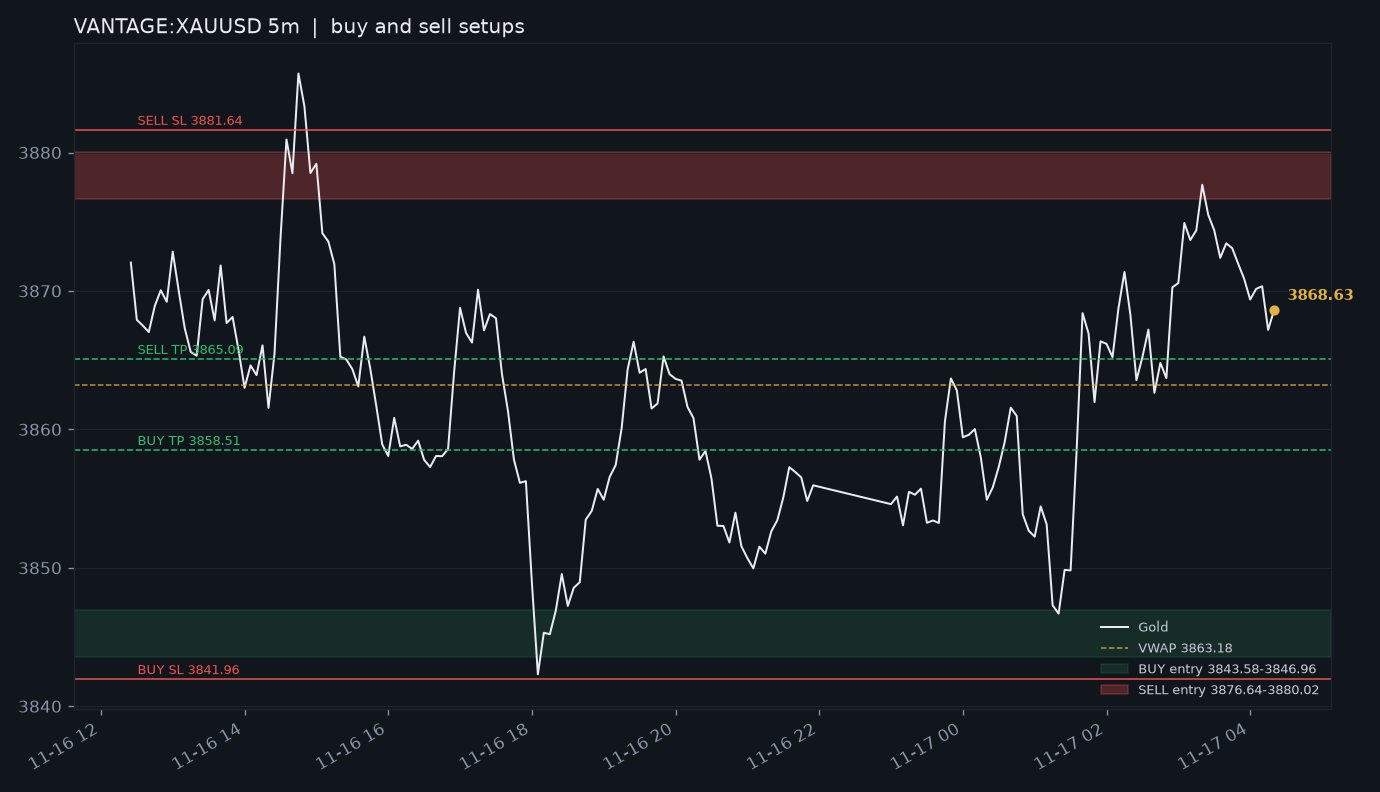 VANTAGE:XAUUSD 5m | buy and sell setups
SELL SL 3881.64
3880
3870
3868.63
SELL TP 3865.09
3860
BUY TP 3858.51
3850
BUY SL 3841.96
3840
Gold
VWAP 3863.18
BUY entry 3843.58-3846.96
SELL entry 3876.64-3880.02
11-16 12
11-16 14
11-16 16
11-16 18
11-16 20
11-16 22
11-17 00
11-17 02
11-17 04